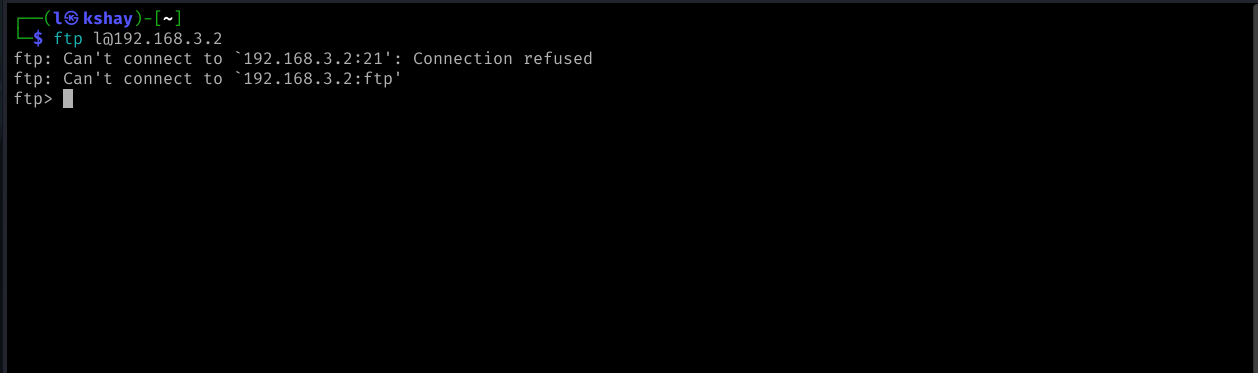 ┌──(l㉿kshay)-[~]
└─$ ftp l@192.168.3.2
ftp: Can't connect to `192.168.3.2:21': Connection refused
ftp: Can't connect to `192.168.3.2:ftp'
ftp>